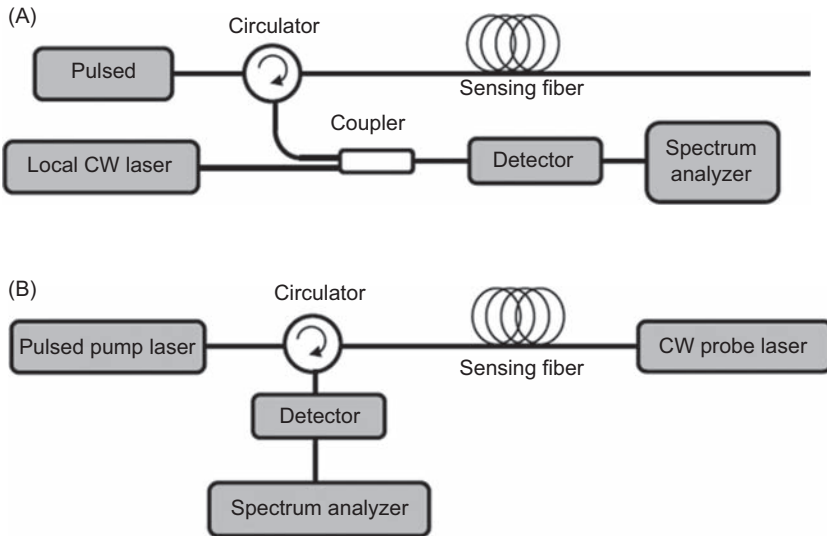 (A)
Circulator
Pulsed
Sensing fiber
Coupler
Local CW laser
Detector
Spectrum
analyzer
(B)
Circulator
Pulsed pump laser
CW probe laser
Sensing fiber
Detector
Spectrum analyzer